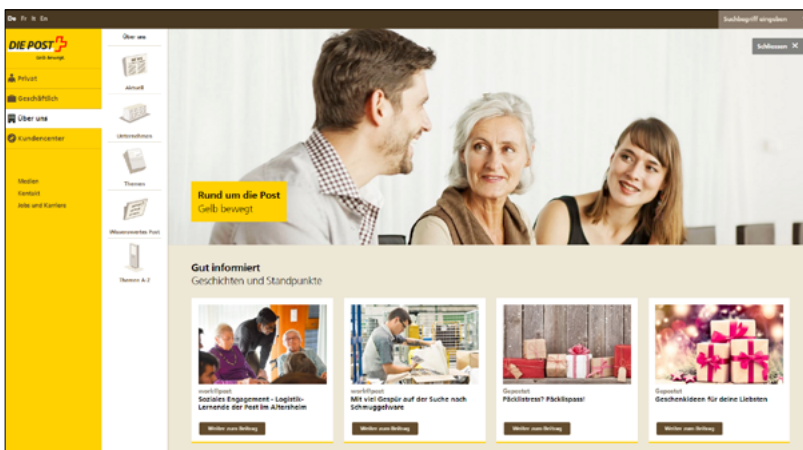 De Fr It En
Suchbegriff eingeben
DIE POST
Gelb bewegt.
Privat
Geschäftlich
Über uns
Kundencenter
Medien
Kontakt
Jobs und Karriere
Über uns
Aktuell
Unternehmen
Themen
Wissenswertes Post
Themen A-Z
Schliessen X
Rund um die Post
Gelb bewegt
Gut informiert
Geschichten und Standpunkte
work@post
Soziales Engagement - Logistik-
Lernende der Post im Altersheim
Weiter zum Beitrag
work@post
Mit viel Gespür auf der Suche nach
Schmuggelware
Weiter zum Beitrag
Gepostet
Päcklistress? Päcklispass!
Weiter zum Beitrag
Gepostet
Geschenkideen für deine Liebsten
Weiter zum Beitrag